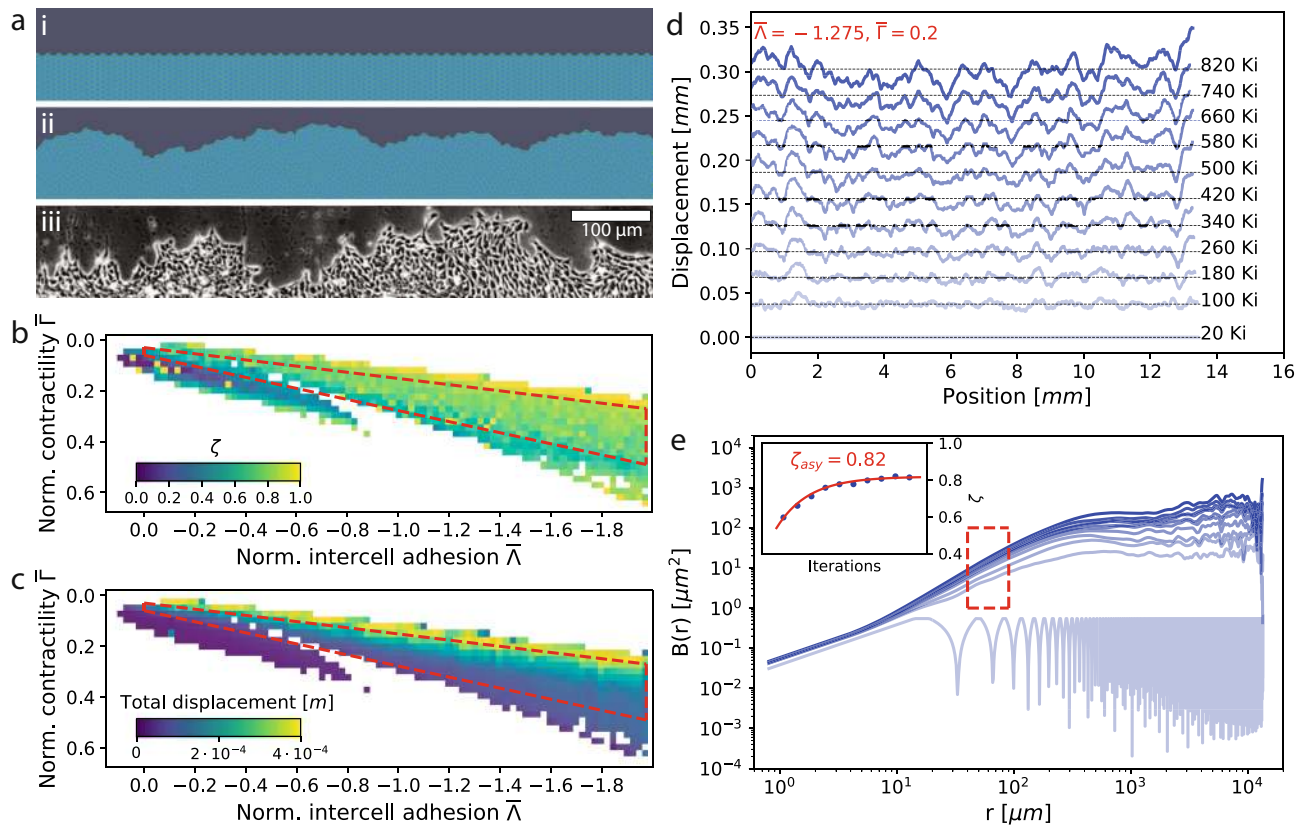 a
i
ii
iii
100 μm
b
Norm. contractility Γ̅
0.0
0.2
0.4
0.6
ζ
0.0 0.2 0.4 0.6 0.8 1.0
0.0 −0.2 −0.4 −0.6 −0.8 −1.0 −1.2 −1.4 −1.6 −1.8
Norm. intercell adhesion Λ̅
c
Norm. contractility Γ̅
0.0
0.2
0.4
0.6
Total displacement [m]
0 2·10⁻⁴ 4·10⁻⁴
0.0 −0.2 −0.4 −0.6 −0.8 −1.0 −1.2 −1.4 −1.6 −1.8
Norm. intercell adhesion Λ̅
d
Λ̅ = −1.275, Γ̅ = 0.2
Displacement [mm]
0.35
0.30
0.25
0.20
0.15
0.10
0.05
0.00
820 Ki
740 Ki
660 Ki
580 Ki
500 Ki
420 Ki
340 Ki
260 Ki
180 Ki
100 Ki
20 Ki
0 2 4 6 8 10 12 14 16
Position [mm]
e
B(r) [μm²]
10⁴
10³
10²
10¹
10⁰
10⁻¹
10⁻²
10⁻³
10⁻⁴
ζasy = 0.82
1.0
0.8
0.6
0.4
ζ
Iterations
10⁰ 10¹ 10² 10³ 10⁴
r [μm]